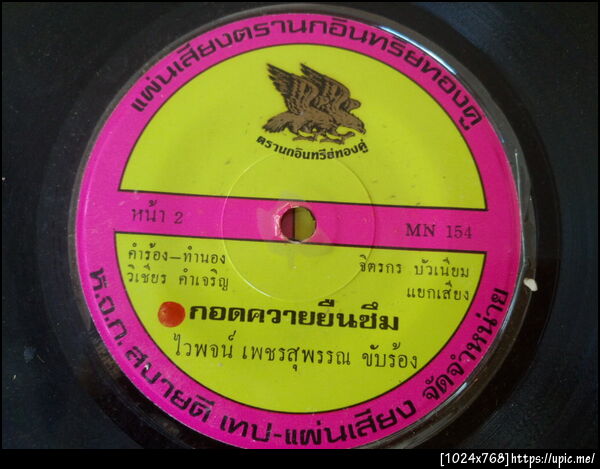 แผ่นเสียงตรานกอินทรีย์ทองคู่
ตรานกอินทรีย์ทองคู่
หน้า 2
MN 154
คำร้อง-ทำนอง
วิเชียร คำเจริญ
จิตรกร บัวเนียม
แยกเสียง
กอดควายยืนซึม
ไวพจน์ เพชรสุพรรณ ขับร้อง
ห.จ.ก. สบายดี เทป-แผ่นเสียง จัดจำหน่าย
[1024x768]https://upic.me/